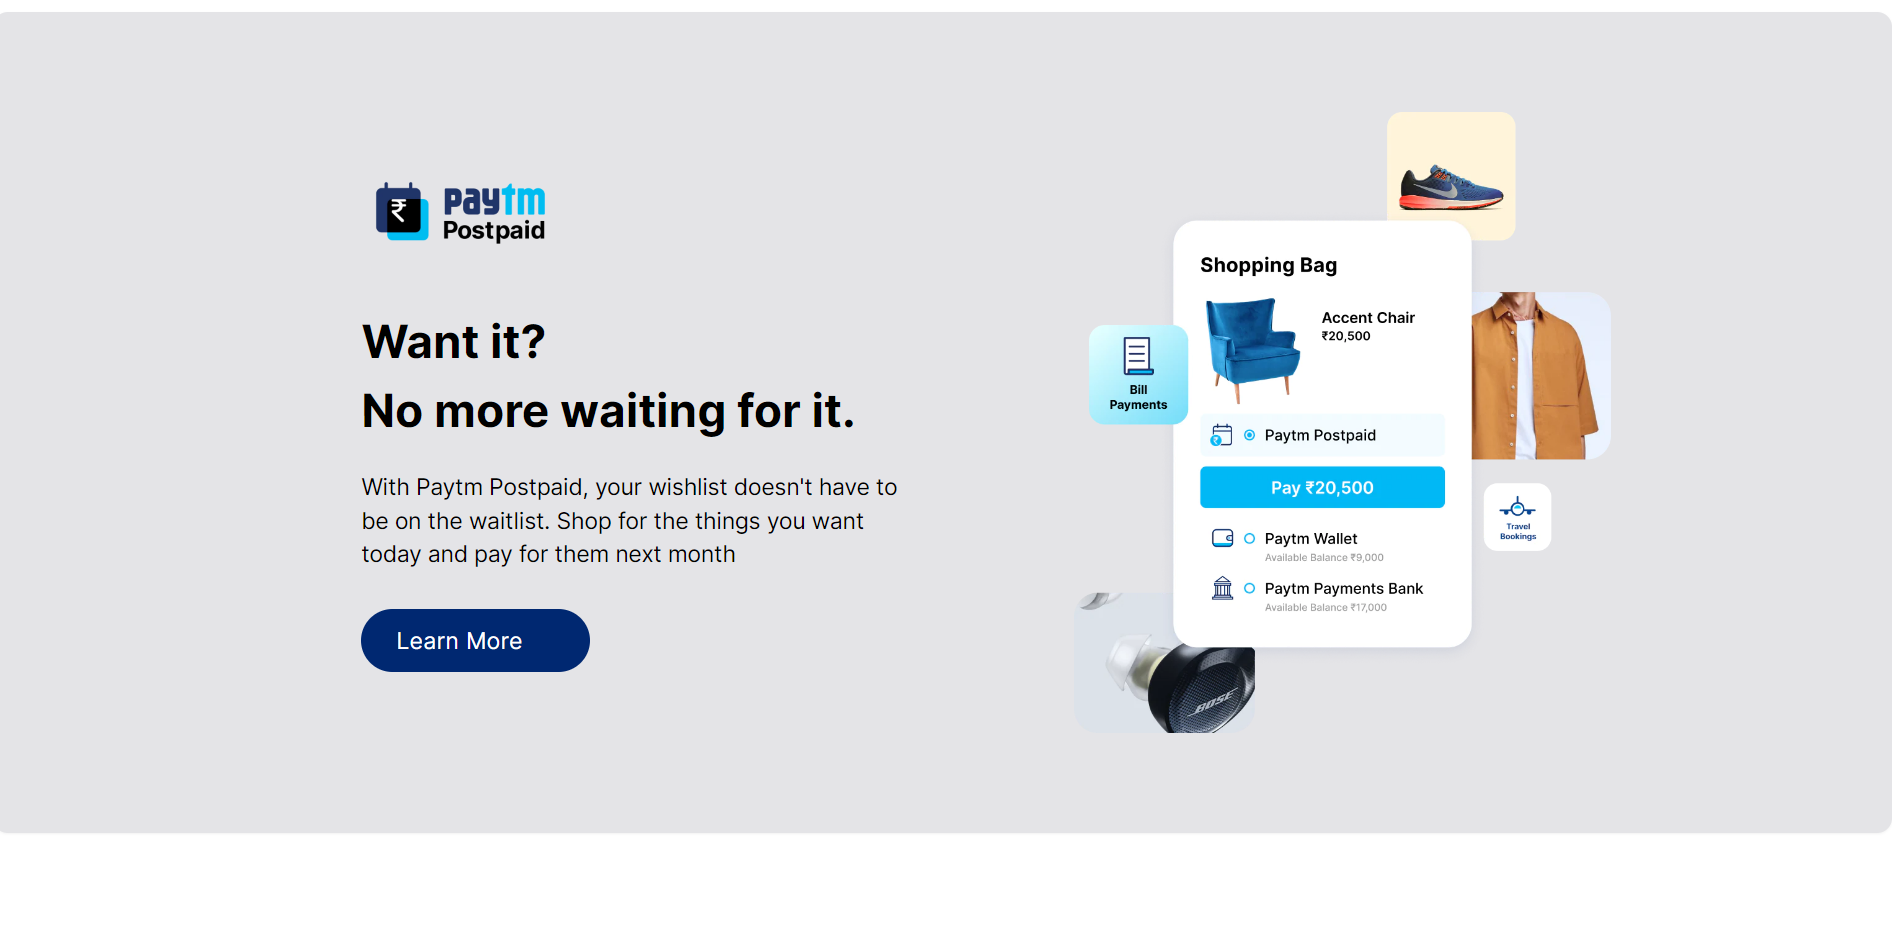 ₹
paytm
Postpaid
Want it?
No more waiting for it.
With Paytm Postpaid, your wishlist doesn't have to
be on the waitlist. Shop for the things you want
today and pay for them next month
Learn More
Shopping Bag
Accent Chair
₹20,500
Bill
Payments
₹
Paytm Postpaid
Pay ₹20,500
Paytm Wallet
Available Balance ₹9,000
Paytm Payments Bank
Available Balance ₹17,000
Travel
Bookings
BOSE